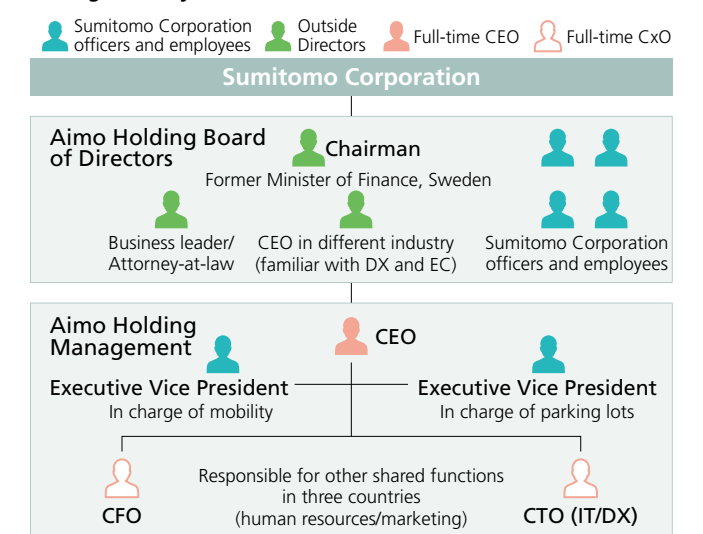 Sumitomo Corporation
officers and employees
Outside
Directors
Full-time CEO
Full-time CxO
Sumitomo Corporation
Aimo Holding Board
of Directors
Chairman
Former Minister of Finance, Sweden
Business leader/
Attorney-at-law
CEO in different industry
(familiar with DX and EC)
Sumitomo Corporation
officers and employees
Aimo Holding
Management
CEO
Executive Vice President
In charge of mobility
Executive Vice President
In charge of parking lots
CFO
Responsible for other shared functions
in three countries
(human resources/marketing)
CTO (IT/DX)